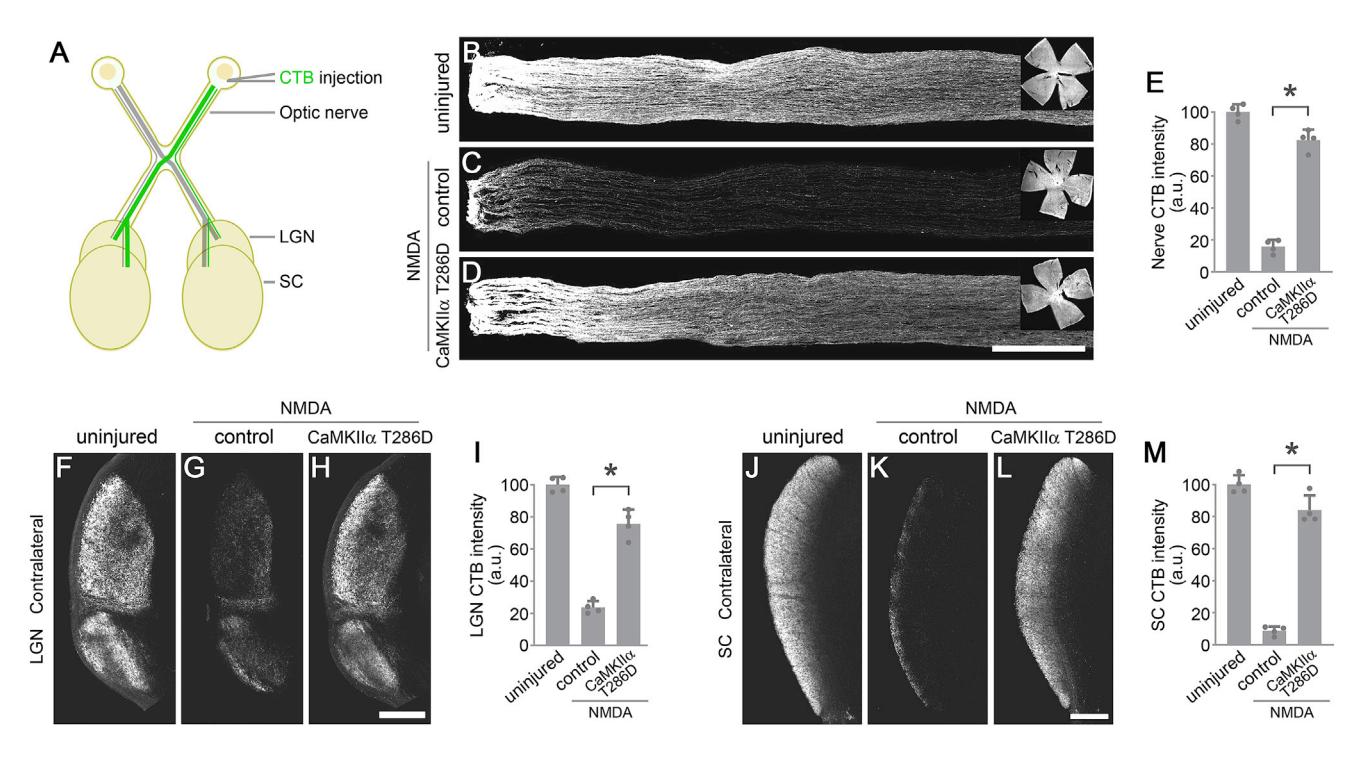 A
CTB injection
Optic nerve
LGN
SC
B
uninjured
C
control
D
CaMKIIα T286D
NMDA
E
Nerve CTB intensity
(a.u.)
100
80
60
40
20
0
*
uninjured
control
CaMKIIα
T286D
NMDA
NMDA
uninjured
control
CaMKIIα T286D
F
G
H
LGN Contralateral
I
LGN CTB intensity
(a.u.)
100
80
60
40
20
0
*
uninjured
control
CaMKIIα
T286D
NMDA
NMDA
uninjured
control
CaMKIIα T286D
J
K
L
SC Contralateral
M
SC CTB intensity
(a.u.)
100
80
60
40
20
0
*
uninjured
control
CaMKIIα
T286D
NMDA